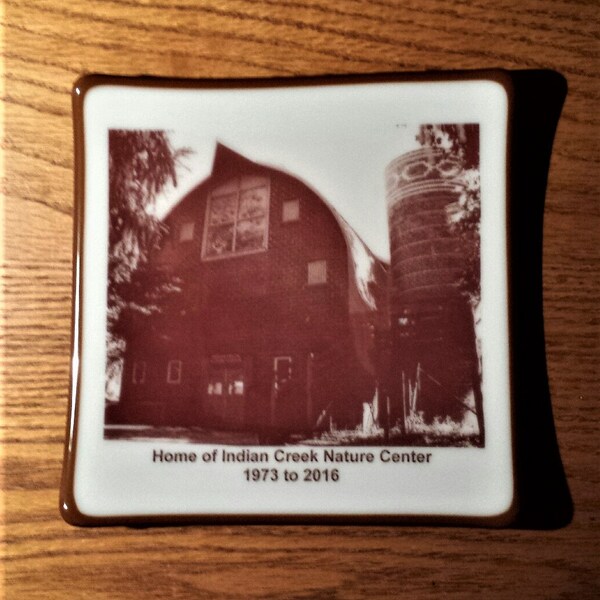 Home of Indian Creek Nature Center
1973 to 2016